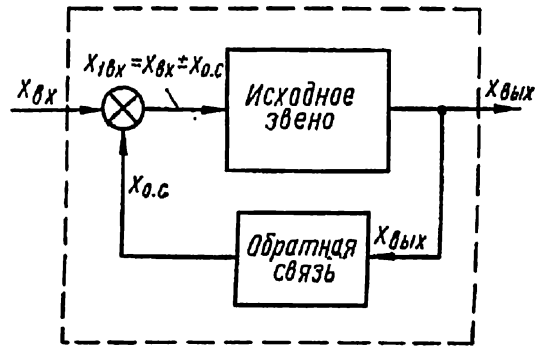 X1вх=Xвх±Xо.с
Xвх
Исходное
звено
Xвых
Xо.с
Обратная
связь
Xвых